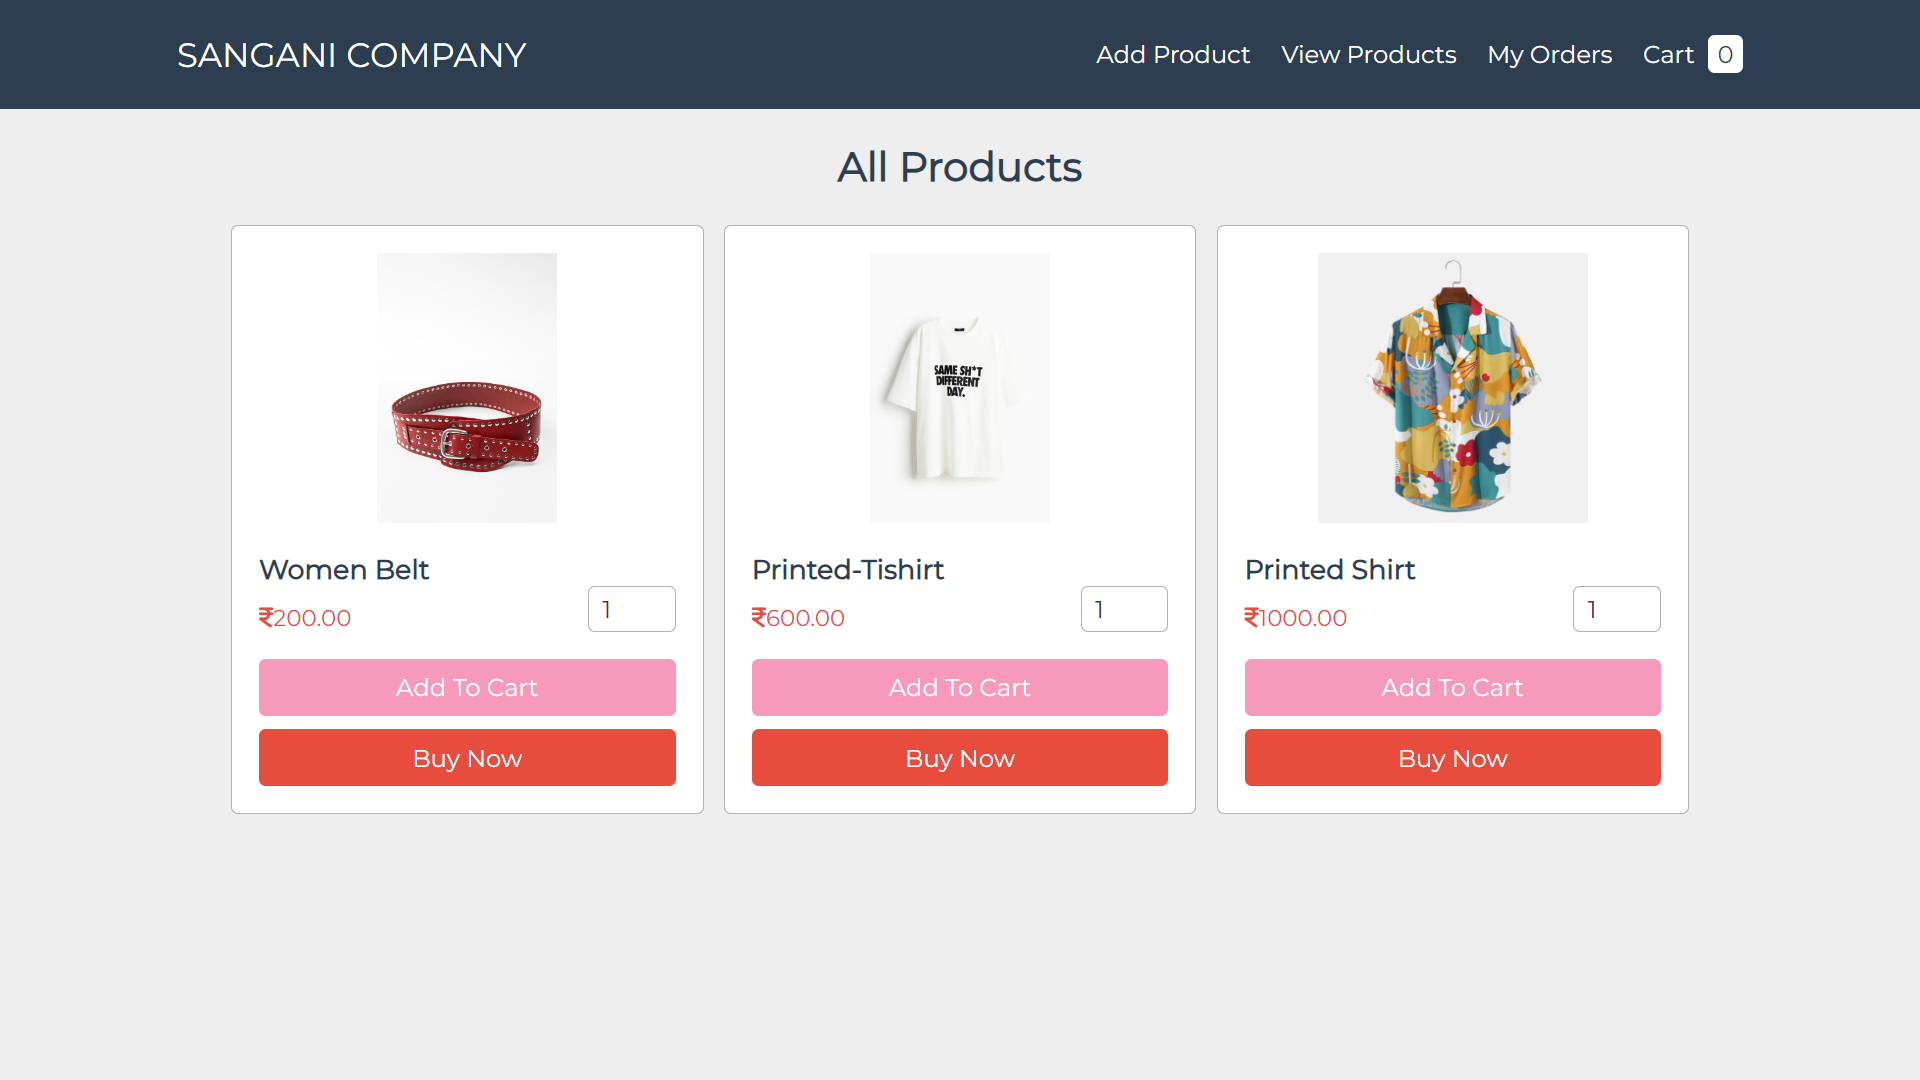 SANGANI COMPANY
Add Product View Products My Orders Cart 0
All Products
SAME SH*T
DIFFERENT
DAY.
Women Belt
₹200.00
1
Add To Cart
Buy Now
Printed-Tishirt
₹600.00
1
Add To Cart
Buy Now
Printed Shirt
₹1000.00
1
Add To Cart
Buy Now